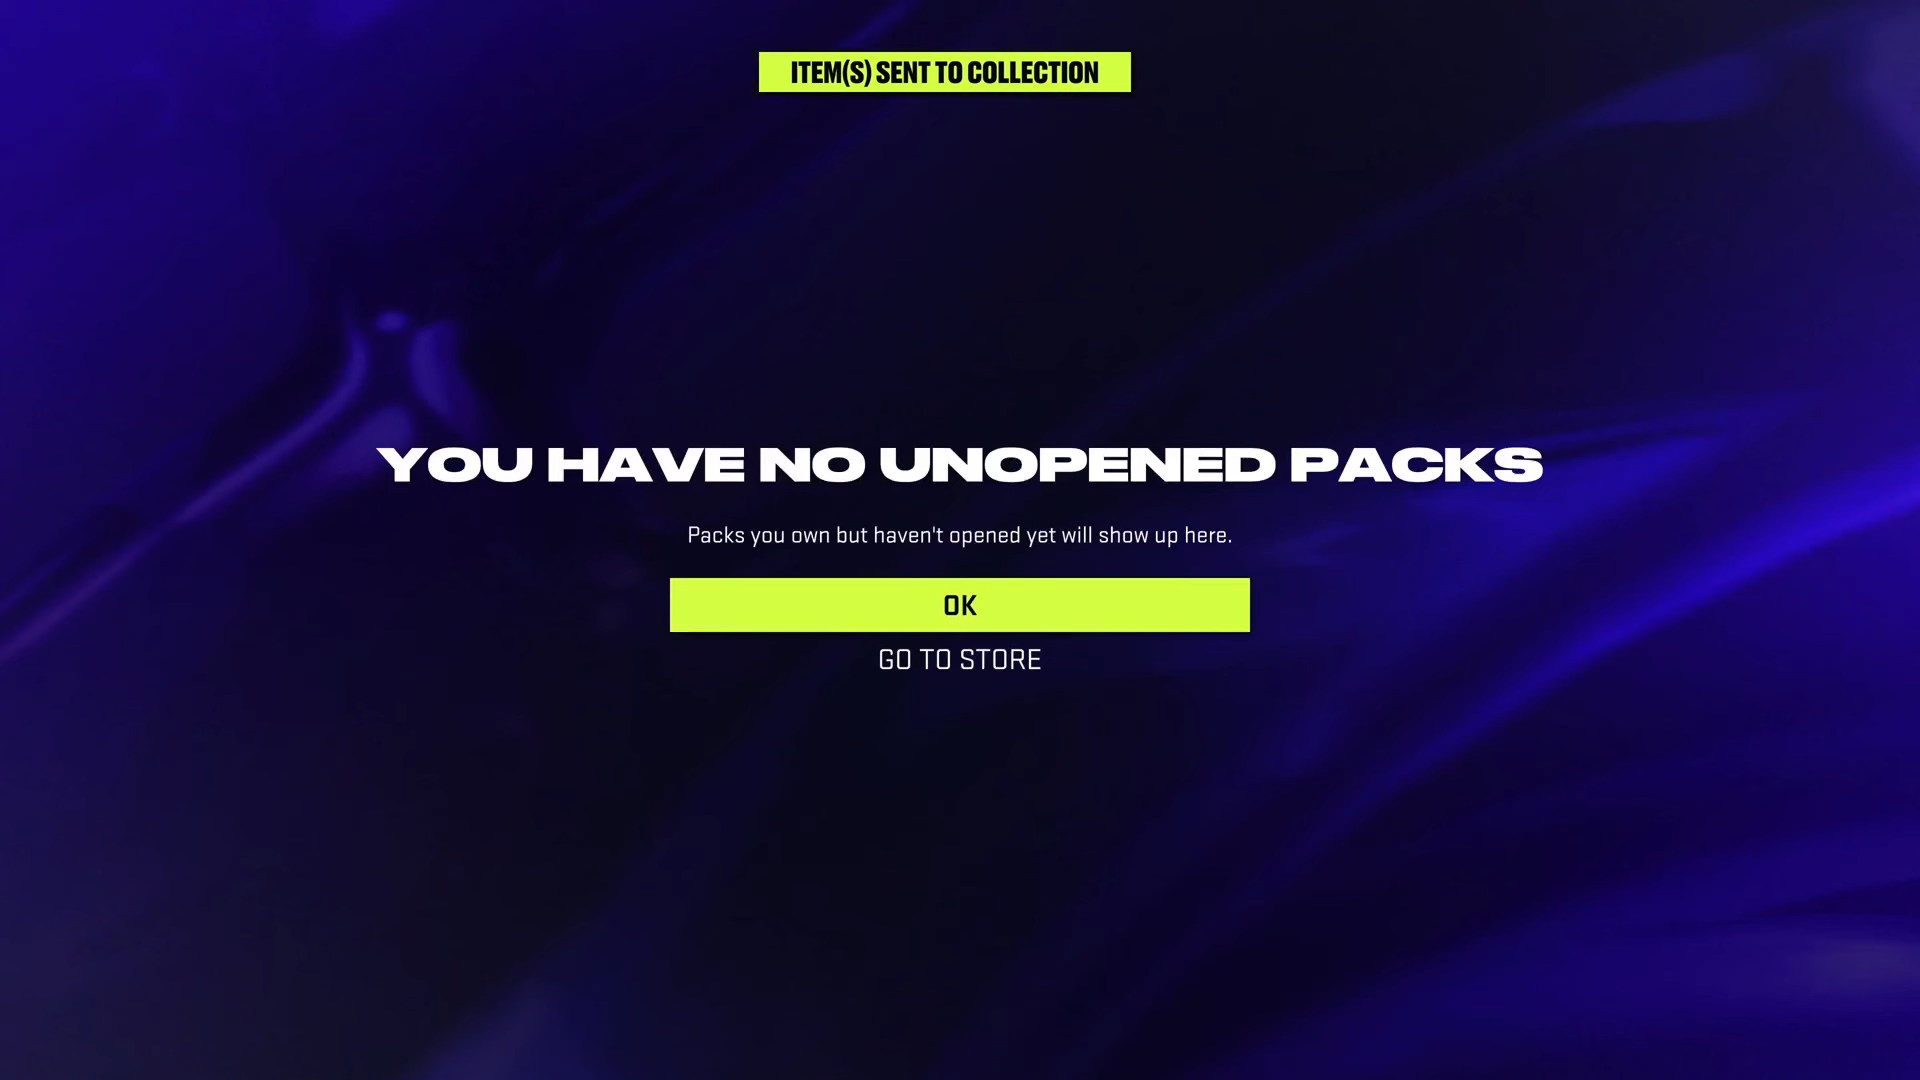 ITEM(S) SENT TO COLLECTION
YOU HAVE NO UNOPENED PACKS
Packs you own but haven't opened yet will show up here.
OK
GO TO STORE